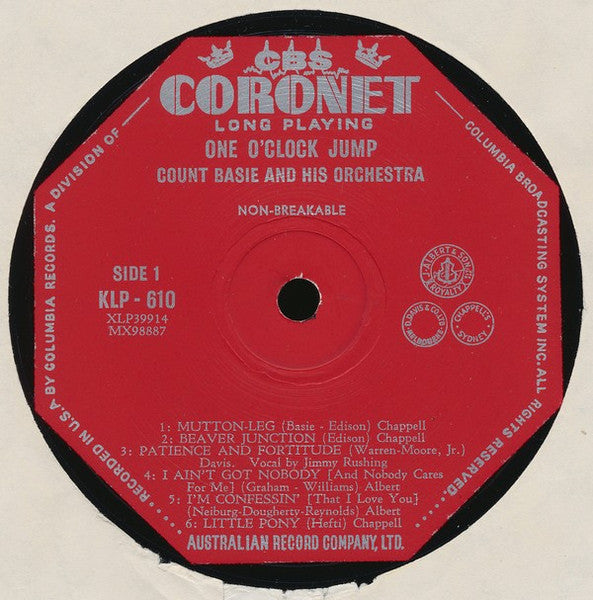 CBS
CORONET
LONG PLAYING
ONE O'CLOCK JUMP
COUNT BASIE AND HIS ORCHESTRA
NON-BREAKABLE
SIDE 1
KLP - 610
XLP39914
MX98887
J. ALBERT & SON
ROYALTY
D. DAVIS & CO. LTD.
MELBOURNE
CHAPPELL'S
SYDNEY
1: MUTTON-LEG (Basie - Edison) Chappell
2: BEAVER JUNCTION (Edison) Chappell
3: PATIENCE AND FORTITUDE (Warren-Moore, Jr.)
Davis. Vocal by Jimmy Rushing
4: I AIN'T GOT NOBODY [And Nobody Cares
For Me] (Graham - Williams) Albert
5: I'M CONFESSIN' [That I Love You]
(Neiburg-Dougherty-Reynolds) Albert
6: LITTLE PONY (Hefti) Chappell
AUSTRALIAN RECORD COMPANY, LTD.
RECORDED IN U.S.A BY COLUMBIA RECORDS. A DIVISION OF — COLUMBIA BROADCASTING SYSTEM INC. ALL RIGHTS RESERVED.